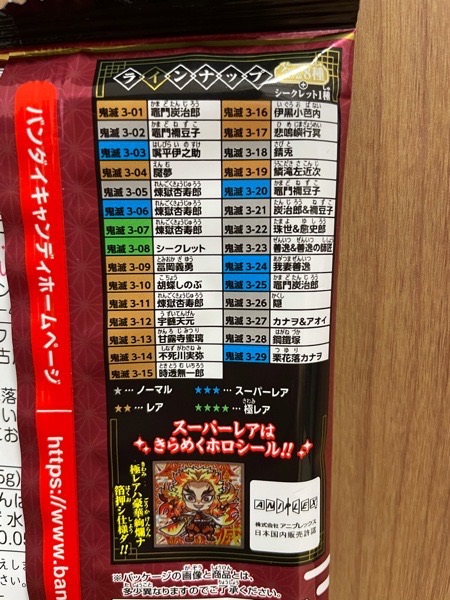 ラインナップ
シークレット1種
鬼滅 3-01 竈門炭治郎
鬼滅 3-02 竈門禰豆子
鬼滅 3-03 嘴平伊之助
鬼滅 3-04 魘夢
鬼滅 3-05 煉獄杏寿郎
鬼滅 3-06 煉獄杏寿郎
鬼滅 3-07 煉獄杏寿郎
鬼滅 3-08 シークレット
鬼滅 3-09 冨岡義勇
鬼滅 3-10 胡蝶しのぶ
鬼滅 3-11 煉獄杏寿郎
鬼滅 3-12 宇髄天元
鬼滅 3-13 甘露寺蜜璃
鬼滅 3-14 不死川実弥
鬼滅 3-15 時透無一郎
鬼滅 3-16 伊黒小芭内
鬼滅 3-17 悲鳴嶼行冥
鬼滅 3-18 錆兎
鬼滅 3-19 鱗滝左近次
鬼滅 3-20 竈門禰豆子
鬼滅 3-21 炭治郎&禰豆子
鬼滅 3-22 珠世&愈史郎
鬼滅 3-23 善逸&善逸の師匠
鬼滅 3-24 我妻善逸
鬼滅 3-25 竈門炭治郎
鬼滅 3-26 隠
鬼滅 3-27 カナヲ&アオイ
鬼滅 3-28 鋼鐵塚
鬼滅 3-29 栗花落カナヲ
★…ノーマル ★★★…スーパーレア
★★…レア ★★★★…極レア
スーパーレアは
きらめくホロシール!!
極レアは豪華絢爛ナ
箔押シ仕様ダ!!
ANIPLEX
株式会社アニプレックス
日本国内販売許諾
※パッケージの画像と商品とは、
多少異なりますのでご了承ください。
バンダイキャンディホームページ
https://www.ban